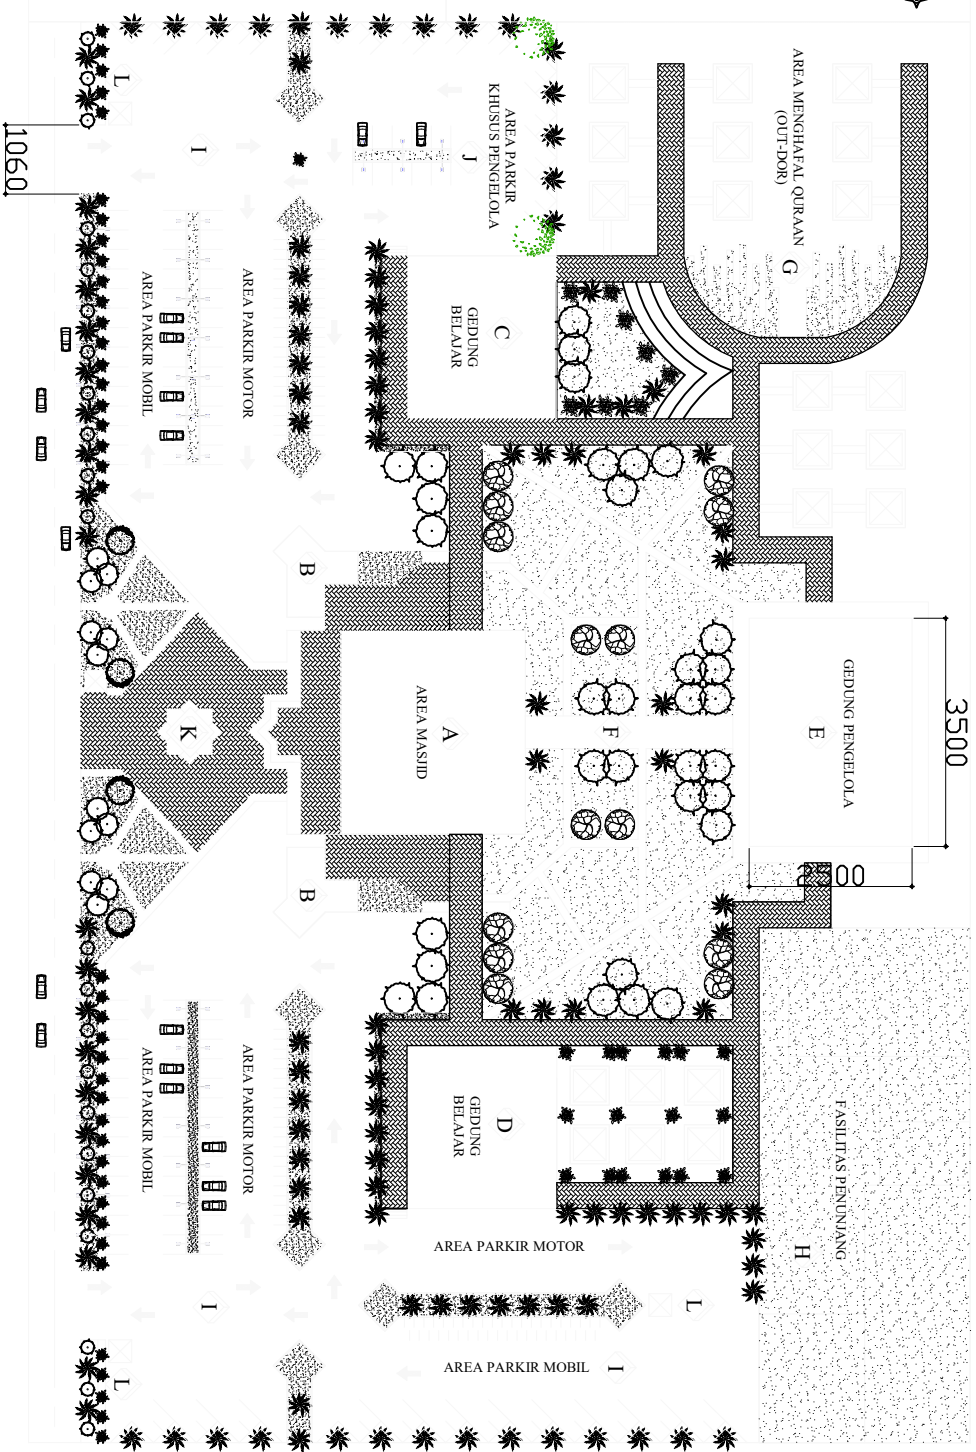 AREA MENGHAFAL QURAAN
(OUT-DOR)
G
AREA PARKIR
KHUSUS PENGELOLA
J
L
I
1060
AREA PARKIR MOBIL
AREA PARKIR MOTOR
GEDUNG
BELAJAR
C
B
K
AREA MASJID
A
F
E
GEDUNG PENGELOLA
3500
2500
B
AREA PARKIR MOBIL
AREA PARKIR MOTOR
GEDUNG
BELAJAR
D
FASILITAS PENUNJANG
H
AREA PARKIR MOTOR
L
I
AREA PARKIR MOBIL
I
L